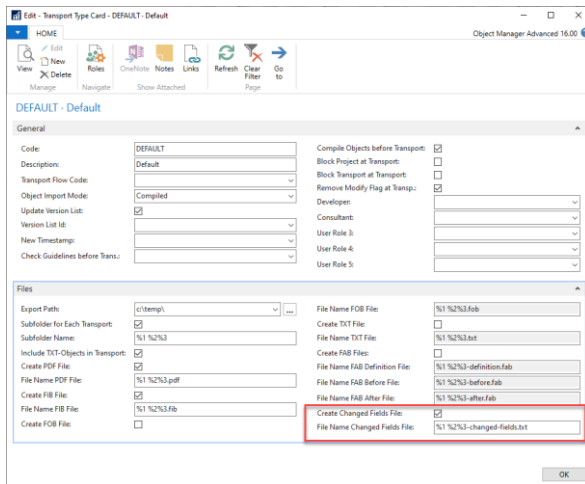 Edit - Transport Type Card - DEFAULT · Default
HOME
Object Manager Advanced 16.00
View
Edit
New
Delete
Manage
Roles
Navigate
OneNote
Notes
Links
Show Attached
Refresh
Clear Filter
Go to
Page
DEFAULT · Default
General
Code:
DEFAULT
Description:
Default
Transport Flow Code:
Object Import Mode:
Compiled
Update Version List:
Version List Id:
New Timestamp:
Check Guidelines before Trans.:
Compile Objects before Transport:
Block Project at Transport:
Block Transport at Transport:
Remove Modify Flag at Transp.:
Developer:
Consultant:
User Role 3:
User Role 4:
User Role 5:
Files
Export Path:
c:\temp\
...
Subfolder for Each Transport:
Subfolder Name:
%1 %2%3
Include TXT-Objects in Transport:
Create PDF File:
File Name PDF File:
%1 %2%3.pdf
Create FIB File:
File Name FIB File:
%1 %2%3.fib
Create FOB File:
File Name FOB File:
%1 %2%3.fob
Create TXT File:
File Name TXT File:
%1 %2%3.txt
Create FAB Files:
File Name FAB Definition File:
%1 %2%3-definition.fab
File Name FAB Before File:
%1 %2%3-before.fab
File Name FAB After File:
%1 %2%3-after.fab
Create Changed Fields File:
File Name Changed Fields File:
%1 %2%3-changed-fields.txt
OK